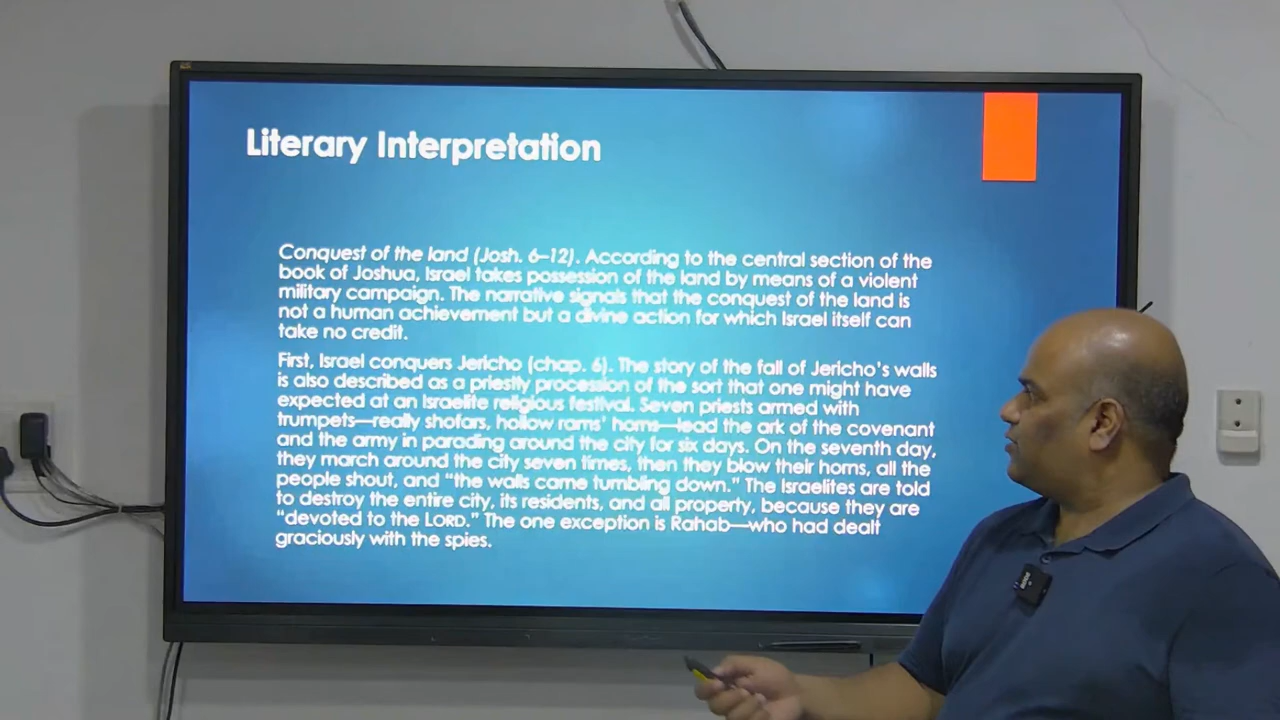 Literary Interpretation
Conquest of the land (Josh. 6–12). According to the central section of the
book of Joshua, Israel takes possession of the land by means of a violent
military campaign. The narrative signals that the conquest of the land is
not a human achievement but a divine action for which Israel itself can
take no credit.
First, Israel conquers Jericho (chap. 6). The story of the fall of Jericho’s walls
is also described as a priestly procession of the sort that one might have
expected at an Israelite religious festival. Seven priests armed with
trumpets—really shofars, hollow rams’ horns—lead the ark of the covenant
and the army in parading around the city for six days. On the seventh day,
they march around the city seven times, then they blow their horns, all the
people shout, and “the walls came tumbling down.” The Israelites are told
to destroy the entire city, its residents, and all property, because they are
“devoted to the LORD.” The one exception is Rahab—who had dealt
graciously with the spies.